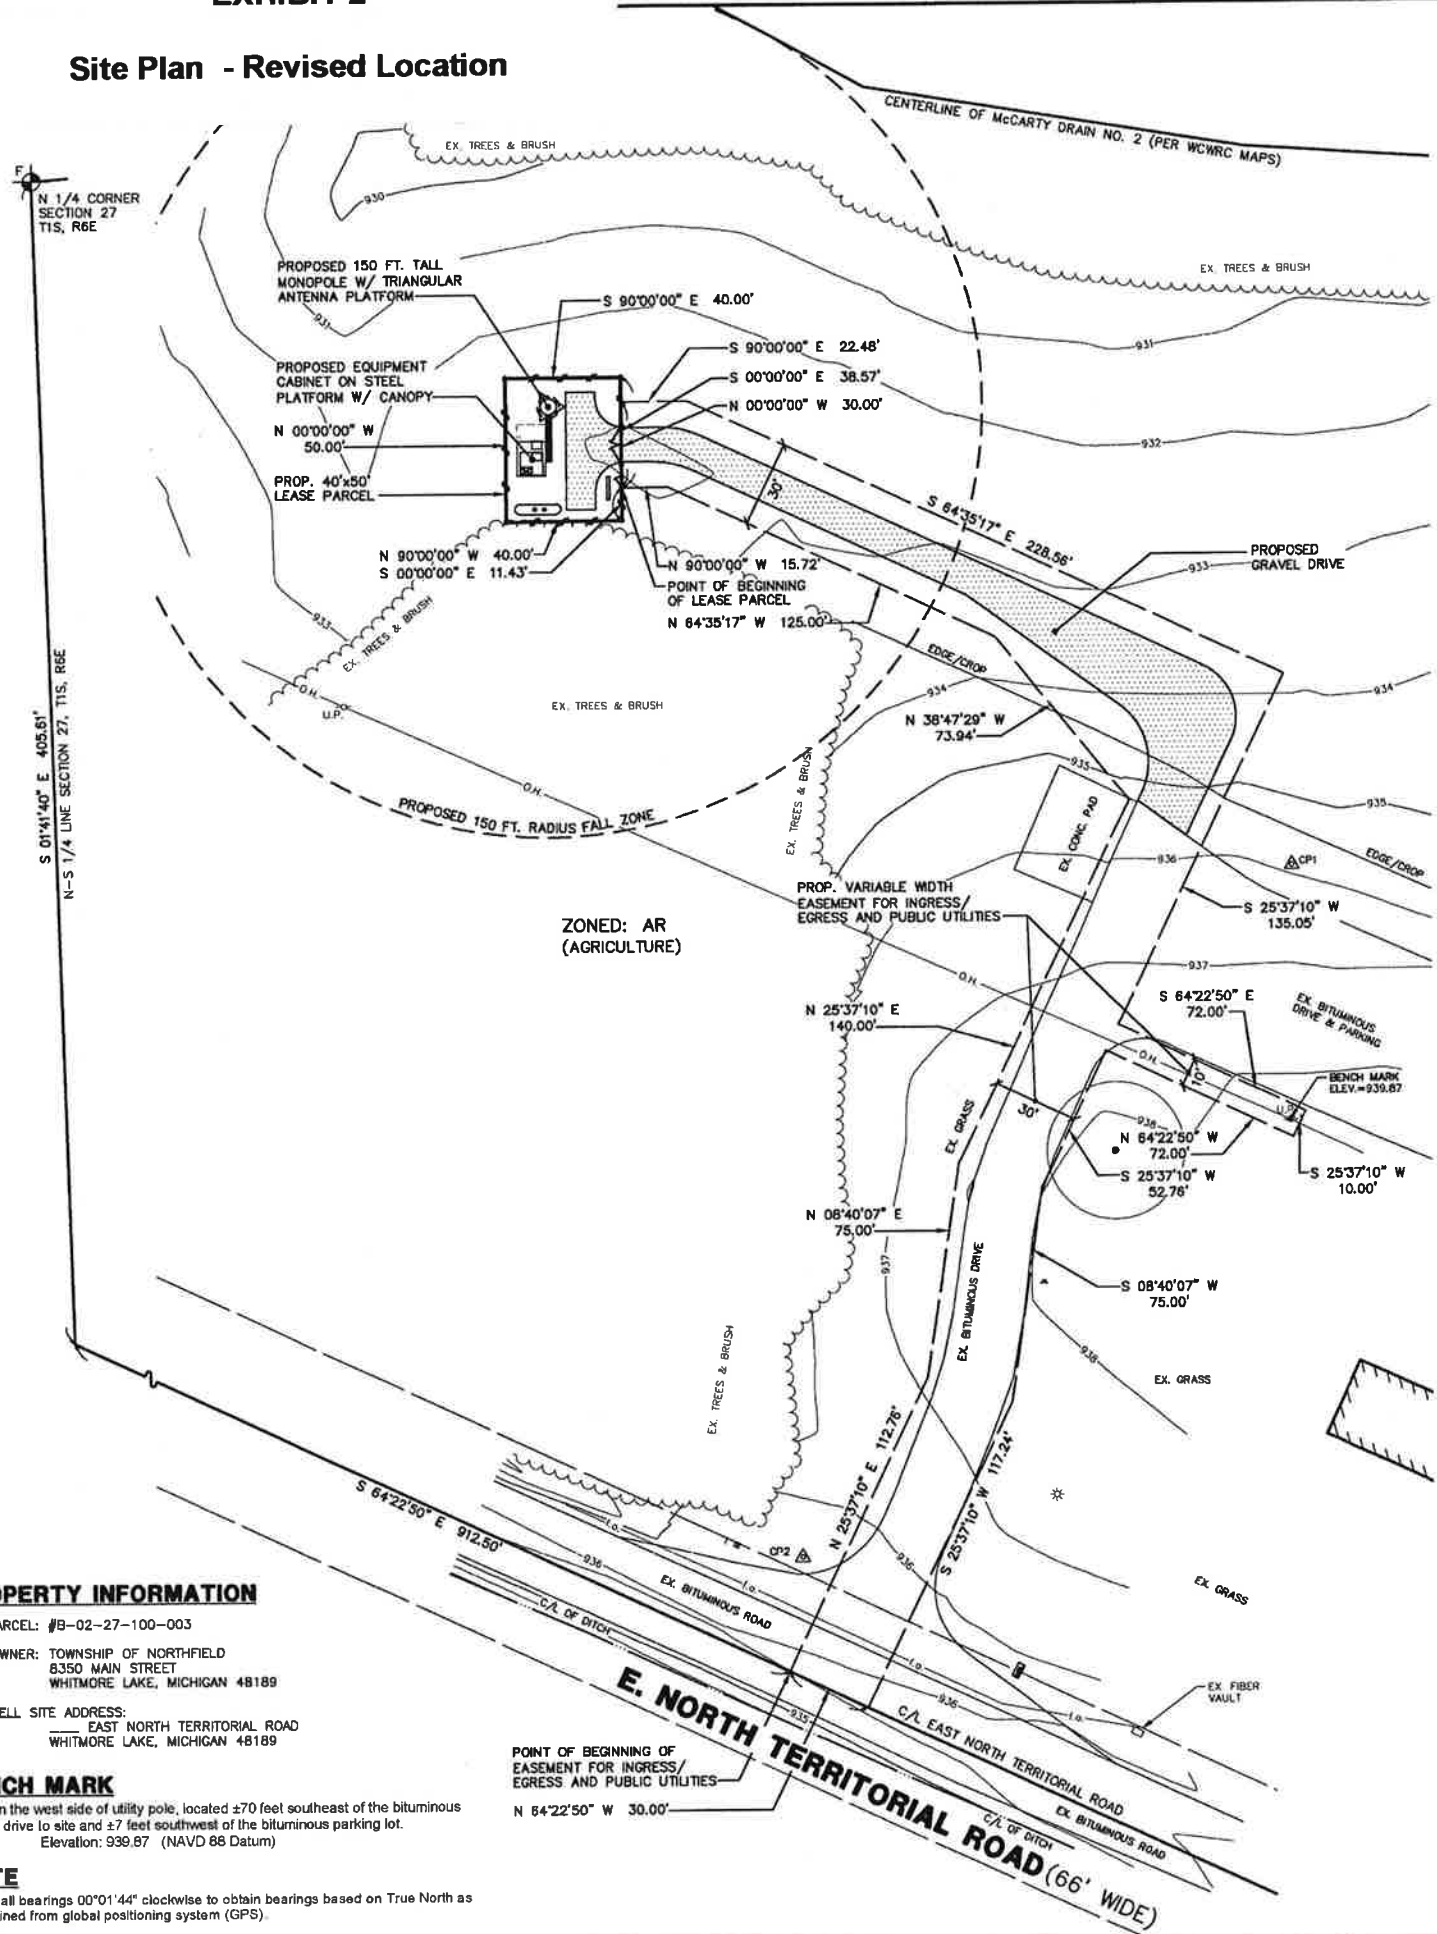 Site Plan - Revised Location
CENTERLINE OF McCARTY DRAIN NO. 2 (PER WCWRC MAPS)
EX. TREES & BRUSH
F
N 1/4 CORNER
SECTION 27
T1S, R6E
930
EX. TREES & BRUSH
PROPOSED 150 FT. TALL
MONOPOLE W/ TRIANGULAR
ANTENNA PLATFORM
S 90°00'00" E 40.00'
931
931
S 90°00'00" E 22.48'
S 00°00'00" E 38.57'
N 00°00'00" W 30.00'
PROPOSED EQUIPMENT
CABINET ON STEEL
PLATFORM W/ CANOPY
N 00°00'00" W
50.00'
932
PROP. 40'x50'
LEASE PARCEL
30'
S 64°35'17" E 228.56'
PROPOSED
GRAVEL DRIVE
N 90°00'00" W 40.00'
S 00°00'00" E 11.43'
N 90°00'00" W 15.72'
933
POINT OF BEGINNING
OF LEASE PARCEL
N 64°35'17" W 125.00'
933
EX. TREES & BRUSH
EDGE/CROP
934
934
O.H.
U.P.
EX. TREES & BRUSH
N 38°47'29" W
73.94'
S 01°41'40" E 405.61'
N-S 1/4 LINE SECTION 27, T1S, R6E
935
935
O.H.
EX. TREES & BRUSH
PROPOSED 150 FT. RADIUS FALL ZONE
EX. CONC. PAD
936
CP1
EDGE/CROP
PROP. VARIABLE WIDTH
EASEMENT FOR INGRESS/
EGRESS AND PUBLIC UTILITIES
S 25°37'10" W
135.05'
ZONED: AR
(AGRICULTURE)
937
O.H.
S 64°22'50" E
72.00'
EX. BITUMINOUS
DRIVE & PARKING
N 25°37'10" E
140.00'
O.H.
10'
BENCH MARK
ELEV.=939.87
U.P.
30'
EX. GRASS
938
N 64°22'50" W
72.00'
S 25°37'10" W
52.76'
S 25°37'10" W
10.00'
N 08°40'07" E
75.00'
937
EX. BITUMINOUS DRIVE
S 08°40'07" W
75.00'
938
EX. GRASS
EX. TREES & BRUSH
N 25°37'10" E 112.76'
S 25°37'10" W 117.24'
S 64°22'50" E 912.50'
CP2
f.o.
936
936
EX. BITUMINOUS ROAD
f.o.
EX. GRASS
C/L OF DITCH
OPERTY INFORMATION
ARCEL: #B-02-27-100-003
WNER: TOWNSHIP OF NORTHFIELD
8350 MAIN STREET
WHITMORE LAKE, MICHIGAN 48189
ELL SITE ADDRESS:
___ EAST NORTH TERRITORIAL ROAD
WHITMORE LAKE, MICHIGAN 48189
f.o.
EX FIBER
VAULT
936
f.o.
935
C/L EAST NORTH TERRITORIAL ROAD
E. NORTH TERRITORIAL ROAD (66' WIDE)
EX. BITUMINOUS ROAD
C/L OF DITCH
POINT OF BEGINNING OF
EASEMENT FOR INGRESS/
EGRESS AND PUBLIC UTILITIES
N 64°22'50" W 30.00'
CH MARK
n the west side of utility pole, located ±70 feet southeast of the bituminous
drive to site and ±7 feet southwest of the bituminous parking lot.
Elevation: 939.87 (NAVD 88 Datum)
TE
all bearings 00°01'44" clockwise to obtain bearings based on True North as
ined from global positioning system (GPS).